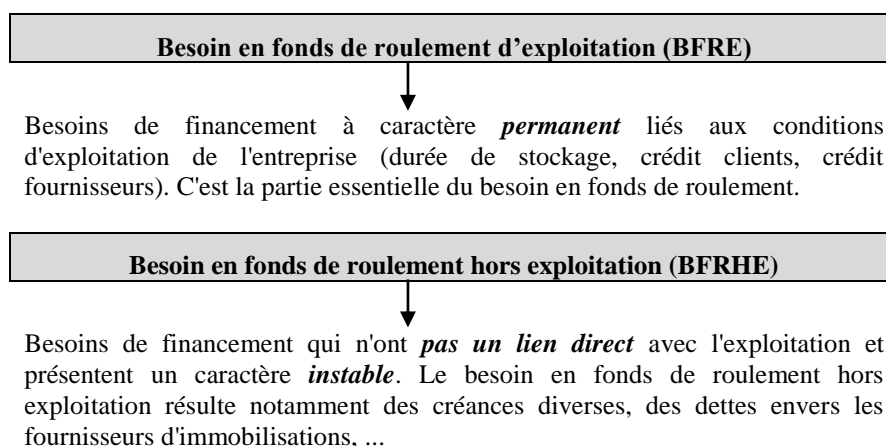 Besoin en fonds de roulement d’exploitation (BFRE)
Besoins de financement à caractère permanent liés aux conditions
d'exploitation de l'entreprise (durée de stockage, crédit clients, crédit
fournisseurs). C'est la partie essentielle du besoin en fonds de roulement.
Besoin en fonds de roulement hors exploitation (BFRHE)
Besoins de financement qui n'ont pas un lien direct avec l'exploitation et
présentent un caractère instable. Le besoin en fonds de roulement hors
exploitation résulte notamment des créances diverses, des dettes envers les
fournisseurs d'immobilisations, ...